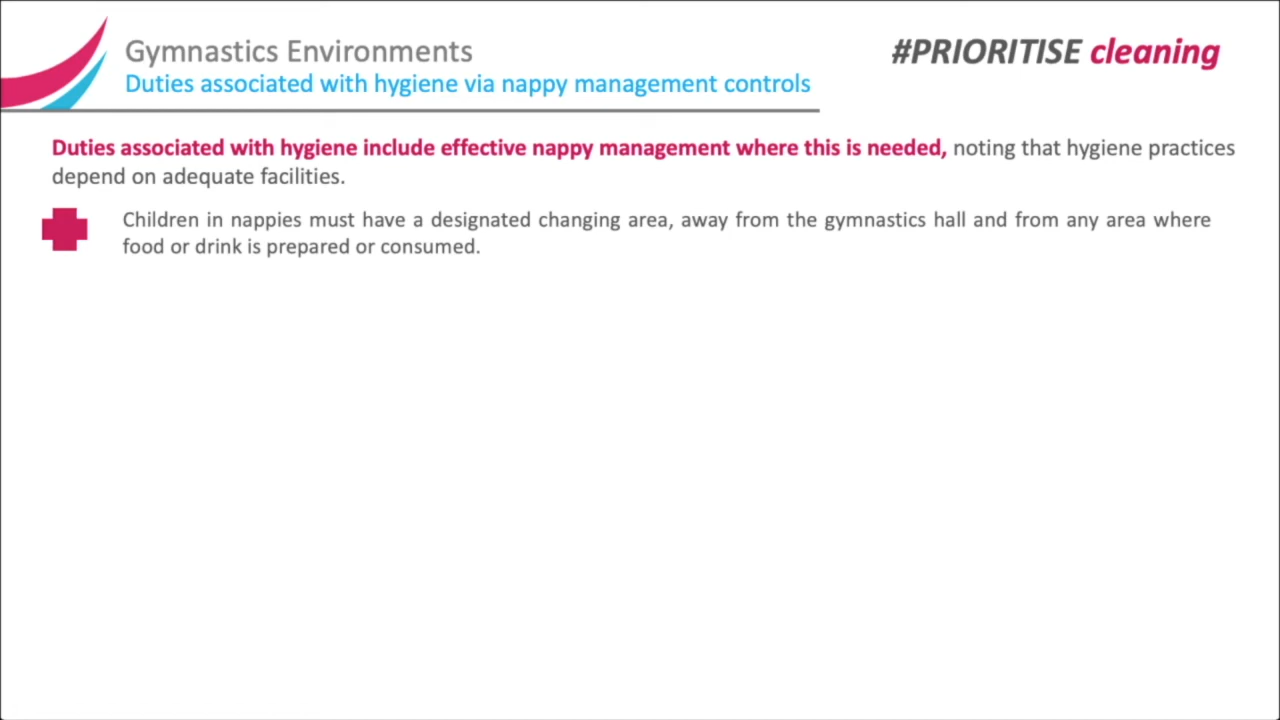 Gymnastics Environments
#PRIORITISE cleaning
Duties associated with hygiene via nappy management controls
Duties associated with hygiene include effective nappy management where this is needed, noting that hygiene practices
depend on adequate facilities.
Children in nappies must have a designated changing area, away from the gymnastics hall and from any area where
food or drink is prepared or consumed.